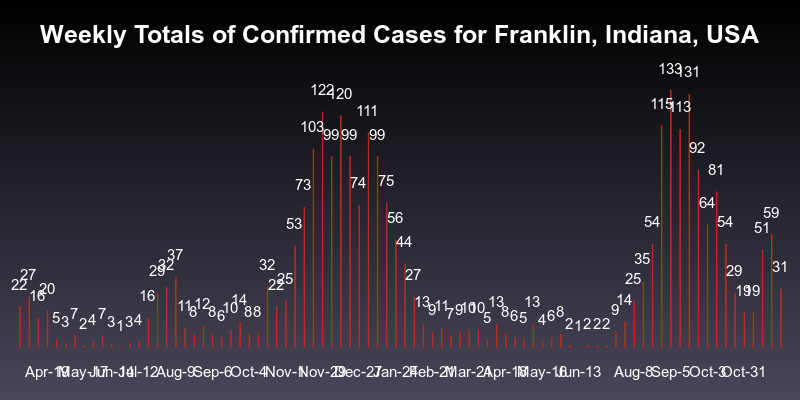 Weekly Totals of Confirmed Cases for Franklin, Indiana, USA
22 27 16 20 5 3 7 2 4 7 3 1 3 4 16 29 32 37 11 8 12 8 6 10 14 8 8 32 22 25 53 73 103 122 99 120 99 74 111 99 75 56 44 27 13 9 11 7 9 10 10 5 13 8 6 5 13 4 6 8 2 1 2 2 2 9 14 25 35 54 115 133 113 131 92 64 81 54 29 19 19 51 59 31
Apr-19 May-17 Jun-14 Jul-12 Aug-9 Sep-6 Oct-4 Nov-1 Nov-29 Dec-27 Jan-24 Feb-21 Mar-21 Apr-18 May-16 Jun-13 Aug-8 Sep-5 Oct-3 Oct-31